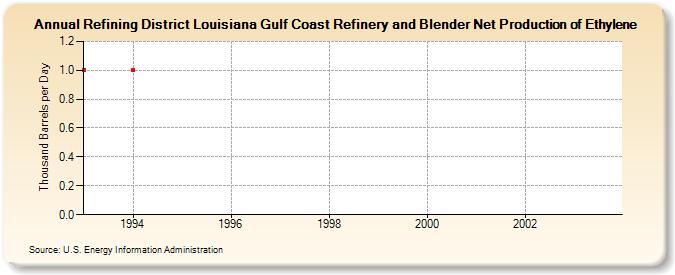 Annual Refining District Louisiana Gulf Coast Refinery and Blender Net Production of Ethylene
Thousand Barrels per Day
1.2
1.0
0.8
0.6
0.4
0.2
0.0
1994 1996 1998 2000 2002
Source: U.S. Energy Information Administration